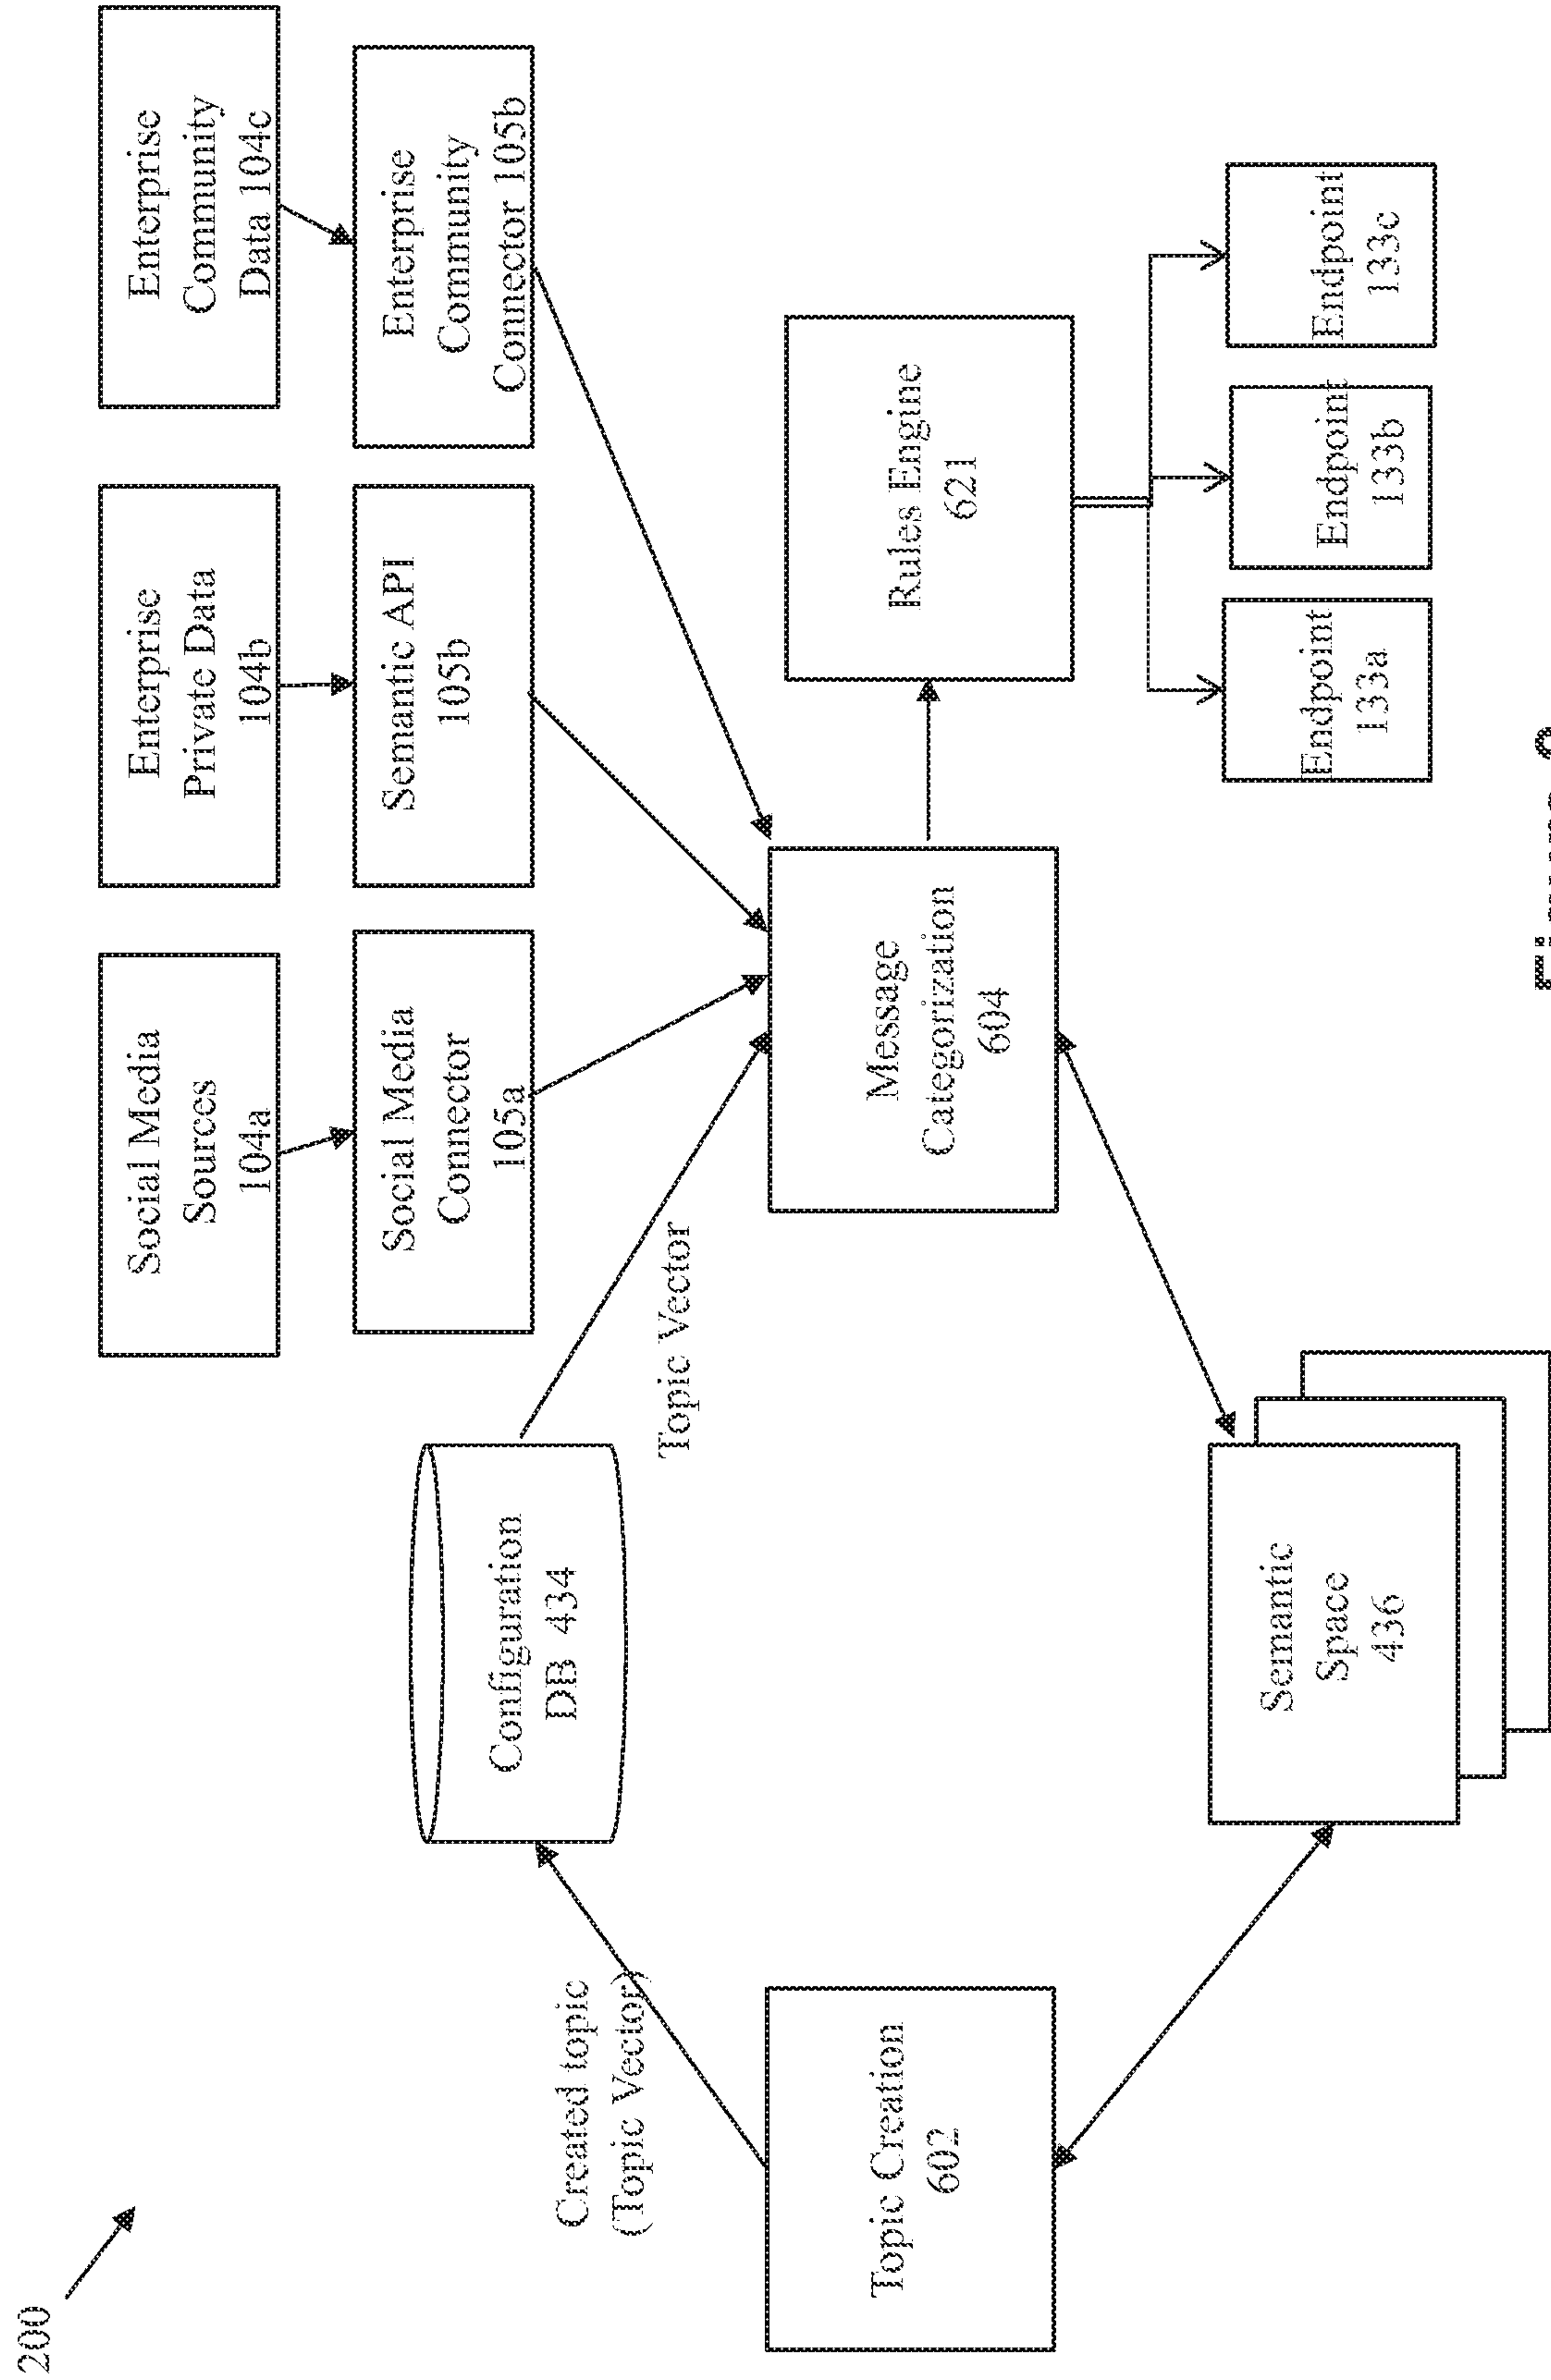 200
Social Media
Sources
104a
Enterprise
Private Data
104b
Enterprise
Community
Data 104c
Social Media
Connector
105a
Semantic API
105b
Enterprise
Community
Connector 105b
Configuration
DB 434
Created topic
(Topic Vector)
Topic Vector
Topic Creation
602
Message
Categorization
604
Rules Engine
621
Semantic
Space
436
Endpoint
133a
Endpoint
133b
Endpoint
133c